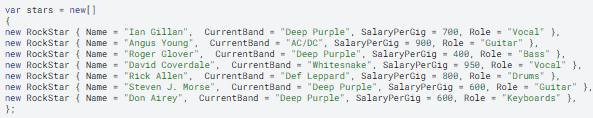 var stars = new[]
{
new RockStar { Name = "Ian Gillan",  CurrentBand = "Deep Purple", SalaryPerGig = 700, Role = "Vocal" },
new RockStar { Name = "Angus Young",  CurrentBand = "AC/DC", SalaryPerGig = 900, Role = "Guitar" },
new RockStar { Name = "Roger Glover",  CurrentBand = "Deep Purple", SalaryPerGig = 400, Role = "Bass" },
new RockStar { Name = "David Coverdale", CurrentBand = "Whitesnake", SalaryPerGig = 950, Role = "Vocal" },
new RockStar { Name = "Rick Allen", CurrentBand = "Def Leppard", SalaryPerGig = 800, Role = "Drums" },
new RockStar { Name = "Steven J. Morse", CurrentBand = "Deep Purple", SalaryPerGig = 600, Role = "Guitar" },
new RockStar { Name = "Don Airey",  CurrentBand = "Deep Purple", SalaryPerGig = 600, Role = "Keyboards" },
};